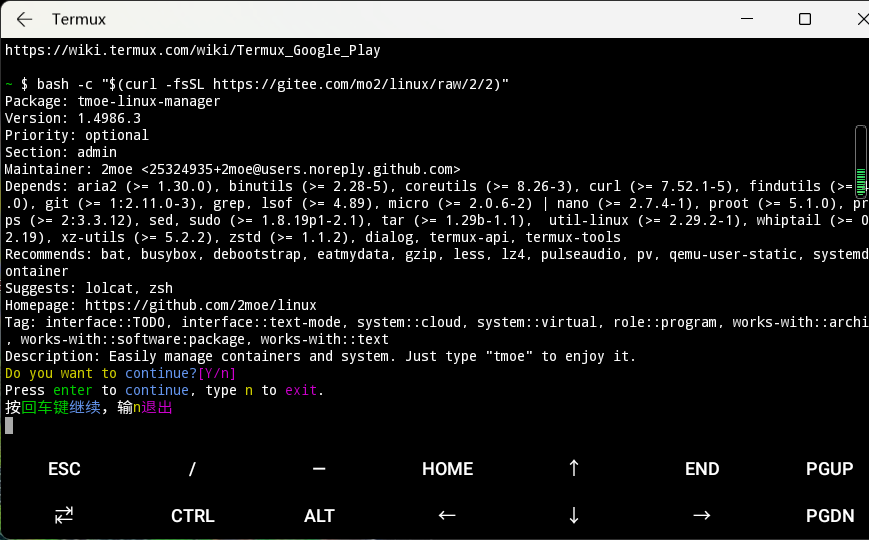 Termux
https://wiki.termux.com/wiki/Termux_Google_Play
~ $ bash -c "$(curl -fsSL https://gitee.com/mo2/linux/raw/2/2)"
Package: tmoe-linux-manager
Version: 1.4986.3
Priority: optional
Section: admin
Maintainer: 2moe <25324935+2moe@users.noreply.github.com>
Depends: aria2 (>= 1.30.0), binutils (>= 2.28-5), coreutils (>= 8.26-3), curl (>= 7.52.1-5), findutils (>=
.0), git (>= 1:2.11.0-3), grep, lsof (>= 4.89), micro (>= 2.0.6-2) | nano (>= 2.7.4-1), proot (>= 5.1.0), pr
ps (>= 2:3.3.12), sed, sudo (>= 1.8.19p1-2.1), tar (>= 1.29b-1.1),  util-linux (>= 2.29.2-1), whiptail (>= 0
2.19), xz-utils (>= 5.2.2), zstd (>= 1.1.2), dialog, termux-api, termux-tools
Recommends: bat, busybox, debootstrap, eatmydata, gzip, less, lz4, pulseaudio, pv, qemu-user-static, systemd
ontainer
Suggests: lolcat, zsh
Homepage: https://github.com/2moe/linux
Tag: interface::TODO, interface::text-mode, system::cloud, system::virtual, role::program, works-with::archi
, works-with::software:package, works-with::text
Description: Easily manage containers and system. Just type "tmoe" to enjoy it.
Do you want to continue?[Y/n]
Press enter to continue, type n to exit.
按回车键继续，输n退出
ESC / — HOME ↑ END PGUP
⇄ CTRL ALT ← ↓ → PGDN